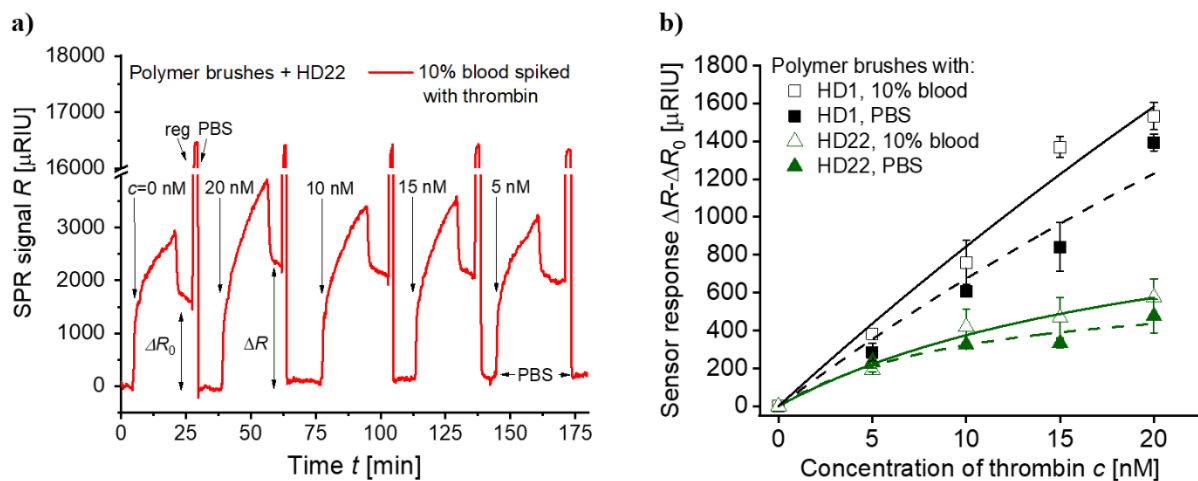 a)
18000
17000
16000
3000
2000
1000
0
SPR signal R [µRIU]
Polymer brushes + HD22
10% blood spiked
with thrombin
reg PBS
c=0 nM
20 nM
10 nM
15 nM
5 nM
ΔR₀
ΔR
PBS
0 25 50 75 100 125 150 175
Time t [min]
b)
1800
1600
1400
1200
1000
800
600
400
200
0
Sensor response ΔR-ΔR₀ [µRIU]
Polymer brushes with:
HD1, 10% blood
HD1, PBS
HD22, 10% blood
HD22, PBS
0 5 10 15 20
Concentration of thrombin c [nM]